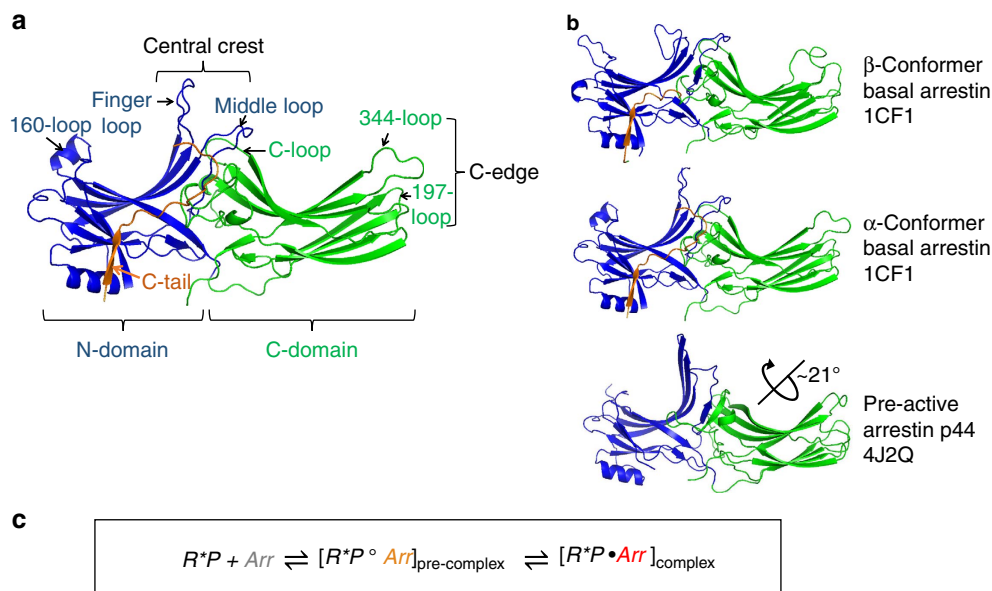 a
Central crest
Finger
loop
Middle loop
160-loop
C-loop
344-loop
C-edge
197-
loop
C-tail
N-domain
C-domain
b
β-Conformer
basal arrestin
1CF1
α-Conformer
basal arrestin
1CF1
~21°
Pre-active
arrestin p44
4J2Q
c
R*P + Arr ⇌ [R*P ° Arr]pre-complex ⇌ [R*P •Arr ]complex